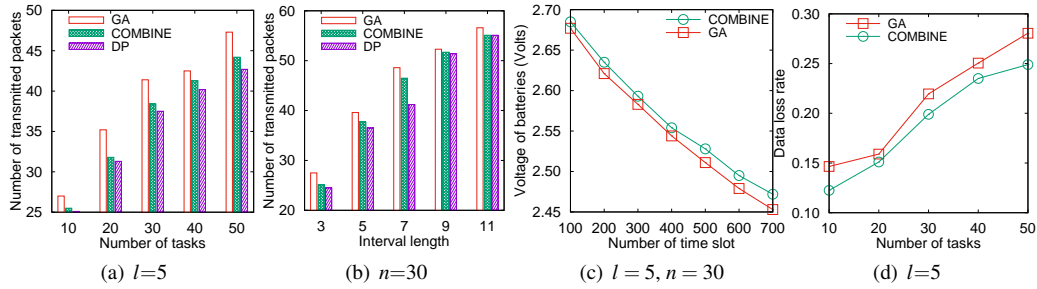 Number of transmitted packets
50
45
40
35
30
25
GA
COMBINE
DP
10 20 30 40 50
Number of tasks
(a) l=5
Number of transmitted packets
60
50
40
30
20
GA
COMBINE
DP
3 5 7 9 11
Interval length
(b) n=30
Voltage of batteries (Volts)
2.70
2.65
2.60
2.55
2.50
2.45
COMBINE
GA
100 200 300 400 500 600 700
Number of time slot
(c) l = 5, n = 30
Data loss rate
0.30
0.25
0.20
0.15
0.10
GA
COMBINE
10 20 30 40 50
Number of tasks
(d) l=5